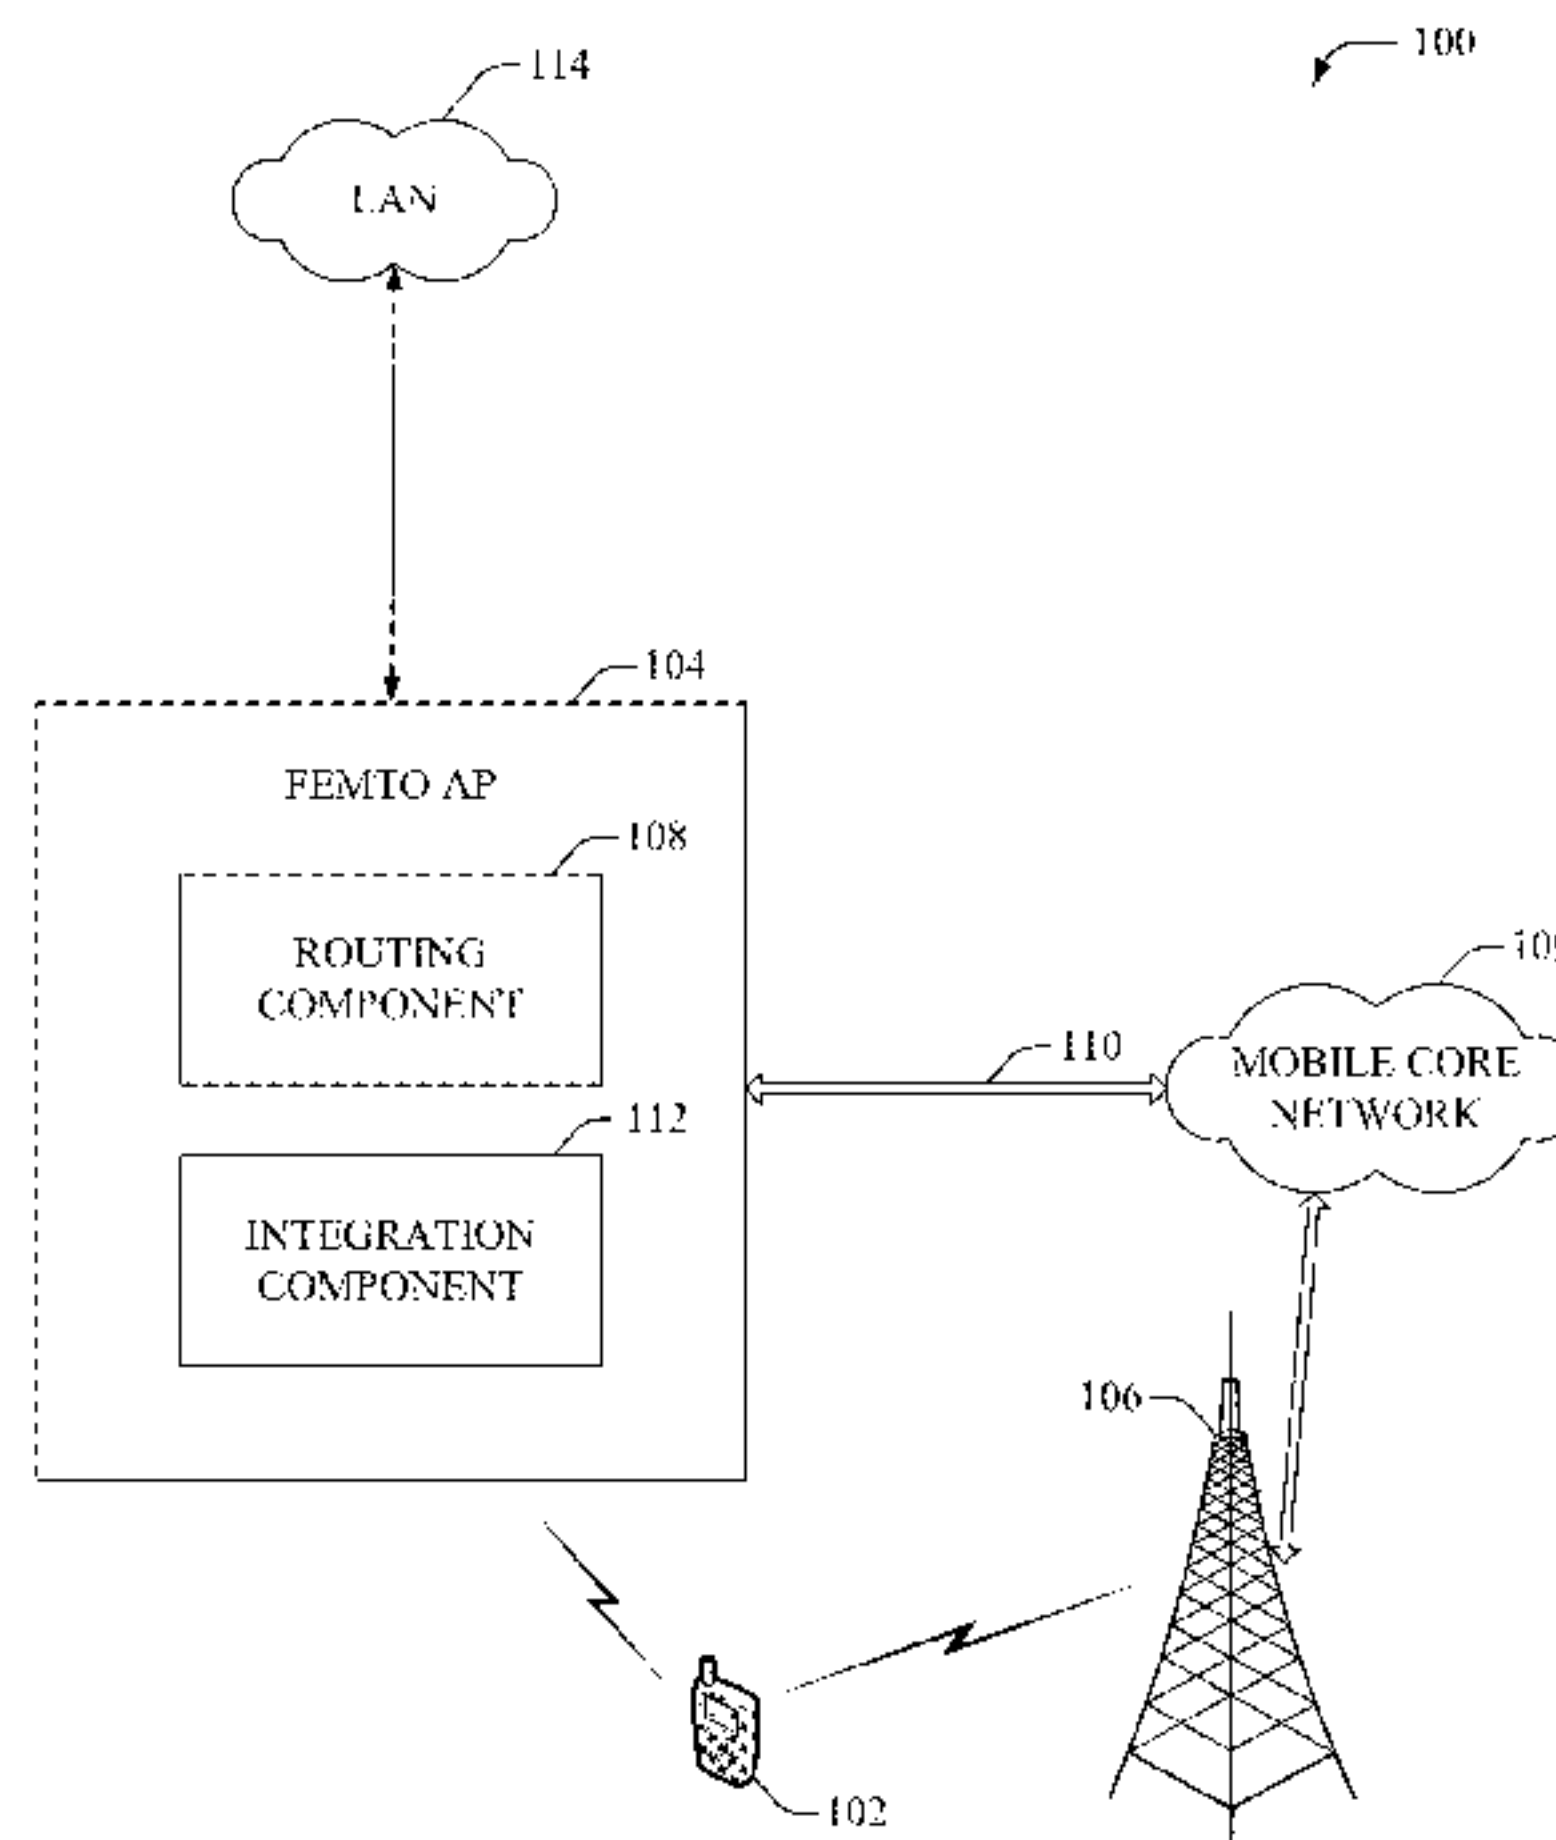 100
114
LAN
104
FEMTO AP
108
ROUTING
COMPONENT
110
MOBILE CORE
NETWORK
112
INTEGRATION
COMPONENT
106
102